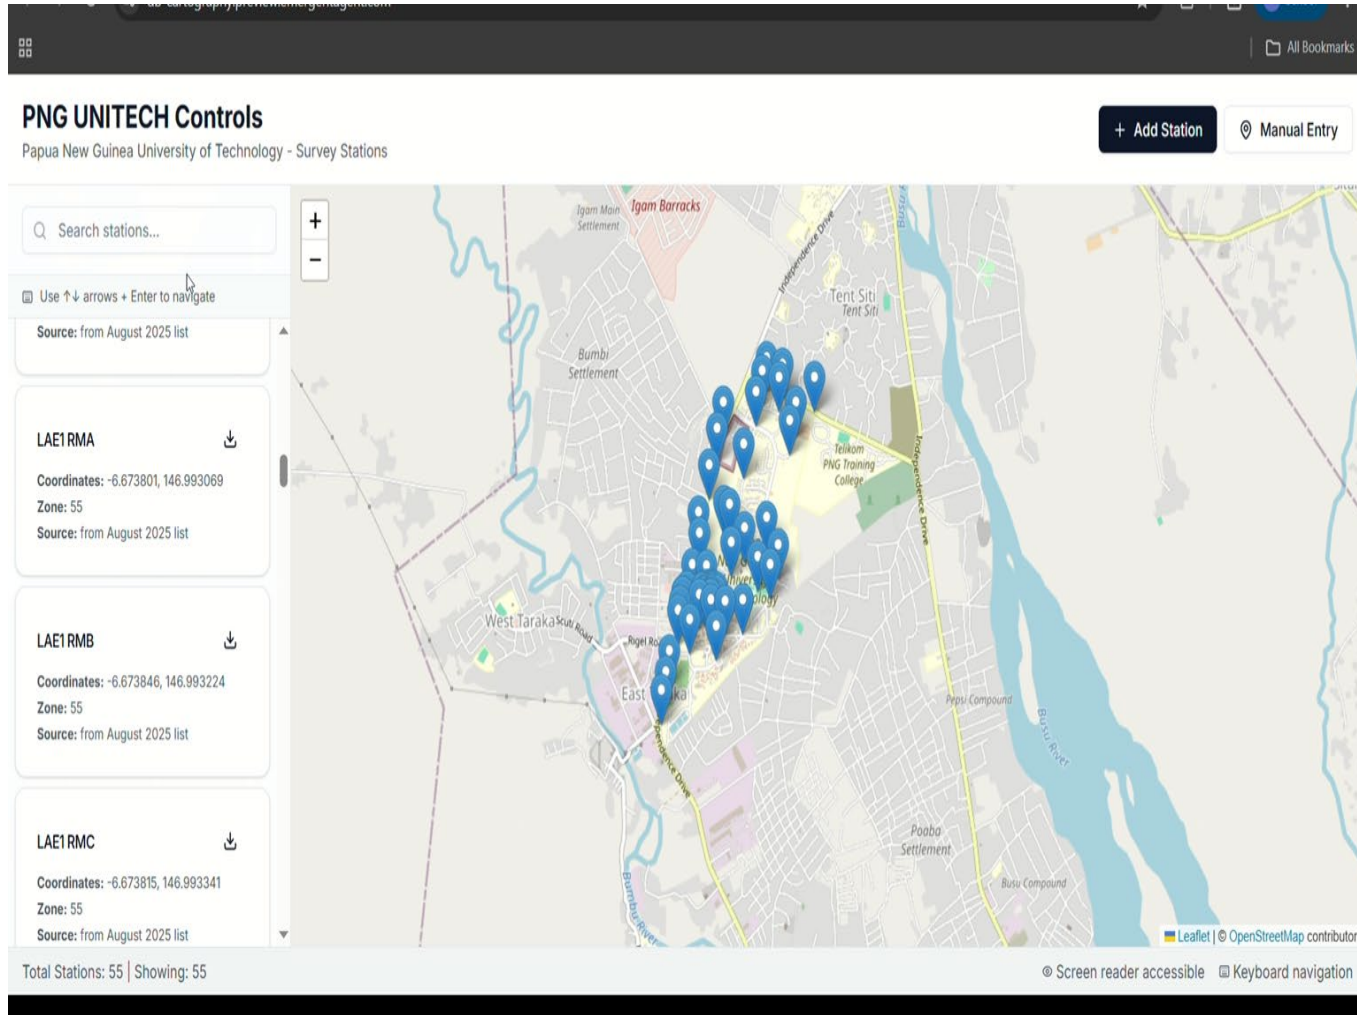 All Bookmarks
PNG UNITECH Controls
Papua New Guinea University of Technology - Survey Stations
+ Add Station
Manual Entry
Search stations...
Use ↑↓ arrows + Enter to navigate
Source: from August 2025 list
LAE1 RMA
Coordinates: -6.673801, 146.993069
Zone: 55
Source: from August 2025 list
LAE1 RMB
Coordinates: -6.673846, 146.993224
Zone: 55
Source: from August 2025 list
LAE1 RMC
Coordinates: -6.673815, 146.993341
Zone: 55
Source: from August 2025 list
+
−
Igam Main
Settlement
Igam Barracks
Independence Drive
Tent Siti
Tent Siti
Bumbi
Settlement
Telikom
PNG Training
College
Independence Drive
West Taraka
Scuti Road
Rigel
East
Pepsi Compound
Busu River
Poaba
Settlement
Busu Compound
Bumbu River
Leaflet | © OpenStreetMap contributor
Total Stations: 55 | Showing: 55
Screen reader accessible
Keyboard navigation